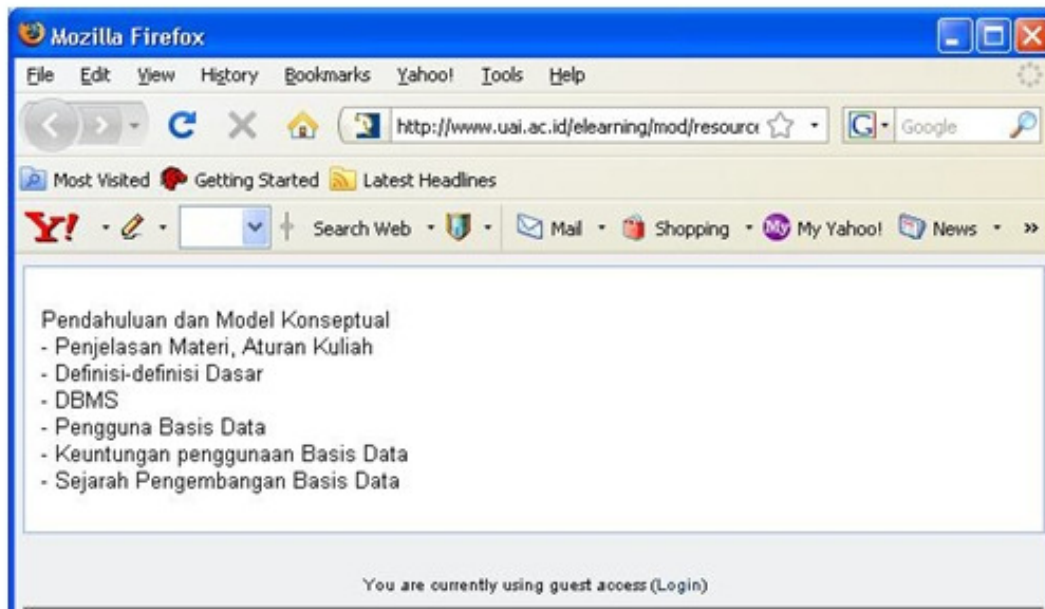 Mozilla Firefox
File Edit View History Bookmarks Yahoo! Tools Help
http://www.uai.ac.id/elearning/mod/resourc G Google
Most Visited Getting Started Latest Headlines
Y! Search Web Mail Shopping My My Yahoo! News »
Pendahuluan dan Model Konseptual
- Penjelasan Materi, Aturan Kuliah
- Definisi-definisi Dasar
- DBMS
- Pengguna Basis Data
- Keuntungan penggunaan Basis Data
- Sejarah Pengembangan Basis Data
You are currently using guest access (Login)